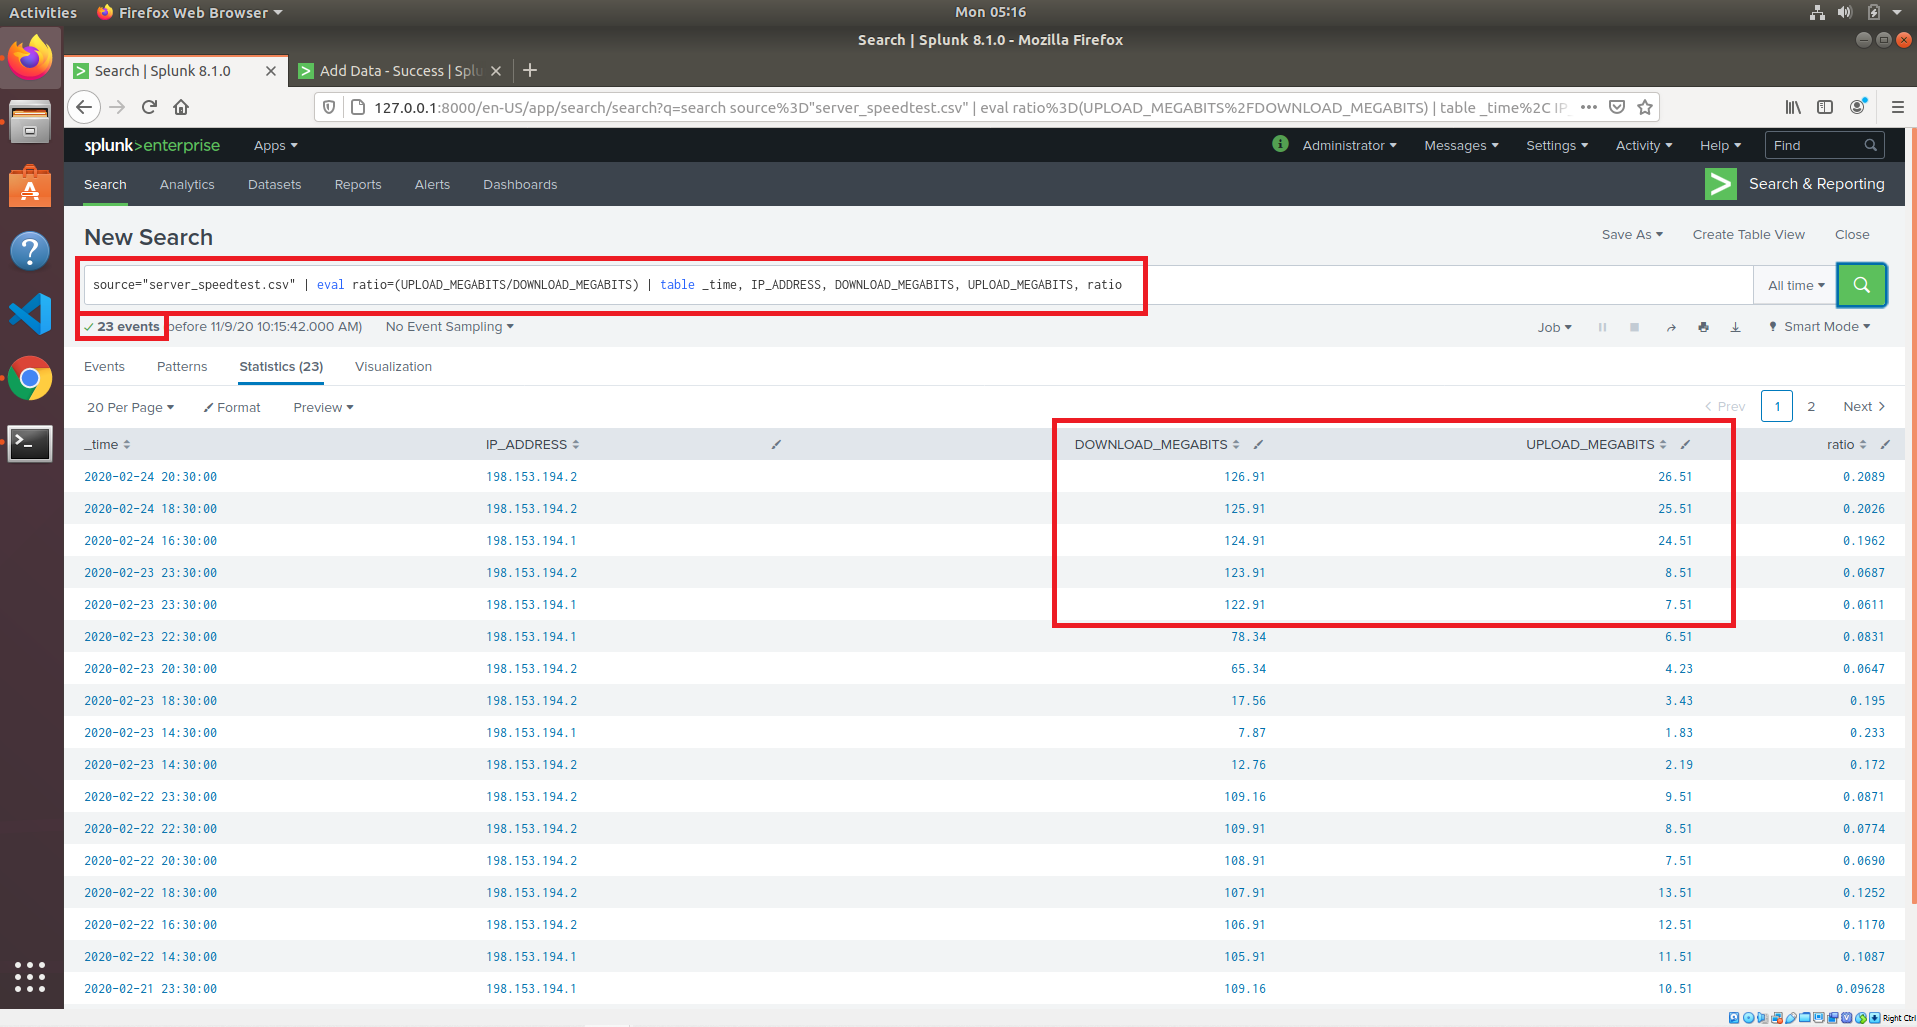 Activities Firefox Web Browser Mon 05:16
Search | Splunk 8.1.0 - Mozilla Firefox
Search | Splunk 8.1.0 Add Data - Success | Splu
127.0.0.1:8000/en-US/app/search/search?q=search source%3D"server_speedtest.csv" | eval ratio%3D(UPLOAD_MEGABITS%2FDOWNLOAD_MEGABITS) | table _time%2C IP_
splunk>enterprise Apps Administrator Messages Settings Activity Help Find
Search Analytics Datasets Reports Alerts Dashboards Search & Reporting
New Search Save As Create Table View Close
source="server_speedtest.csv" | eval ratio=(UPLOAD_MEGABITS/DOWNLOAD_MEGABITS) | table _time, IP_ADDRESS, DOWNLOAD_MEGABITS, UPLOAD_MEGABITS, ratio All time
23 events before 11/9/20 10:15:42.000 AM) No Event Sampling Job Smart Mode
Events Patterns Statistics (23) Visualization
20 Per Page Format Preview Prev 1 2 Next
_time IP_ADDRESS DOWNLOAD_MEGABITS UPLOAD_MEGABITS ratio
2020-02-24 20:30:00 198.153.194.2 126.91 26.51 0.2089
2020-02-24 18:30:00 198.153.194.2 125.91 25.51 0.2026
2020-02-24 16:30:00 198.153.194.1 124.91 24.51 0.1962
2020-02-23 23:30:00 198.153.194.2 123.91 8.51 0.0687
2020-02-23 23:30:00 198.153.194.1 122.91 7.51 0.0611
2020-02-23 22:30:00 198.153.194.1 78.34 6.51 0.0831
2020-02-23 20:30:00 198.153.194.2 65.34 4.23 0.0647
2020-02-23 18:30:00 198.153.194.2 17.56 3.43 0.195
2020-02-23 14:30:00 198.153.194.1 7.87 1.83 0.233
2020-02-23 14:30:00 198.153.194.2 12.76 2.19 0.172
2020-02-22 23:30:00 198.153.194.2 109.16 9.51 0.0871
2020-02-22 22:30:00 198.153.194.2 109.91 8.51 0.0774
2020-02-22 20:30:00 198.153.194.2 108.91 7.51 0.0690
2020-02-22 18:30:00 198.153.194.2 107.91 13.51 0.1252
2020-02-22 16:30:00 198.153.194.2 106.91 12.51 0.1170
2020-02-22 14:30:00 198.153.194.1 105.91 11.51 0.1087
2020-02-21 23:30:00 198.153.194.1 109.16 10.51 0.09628
Right Ctrl